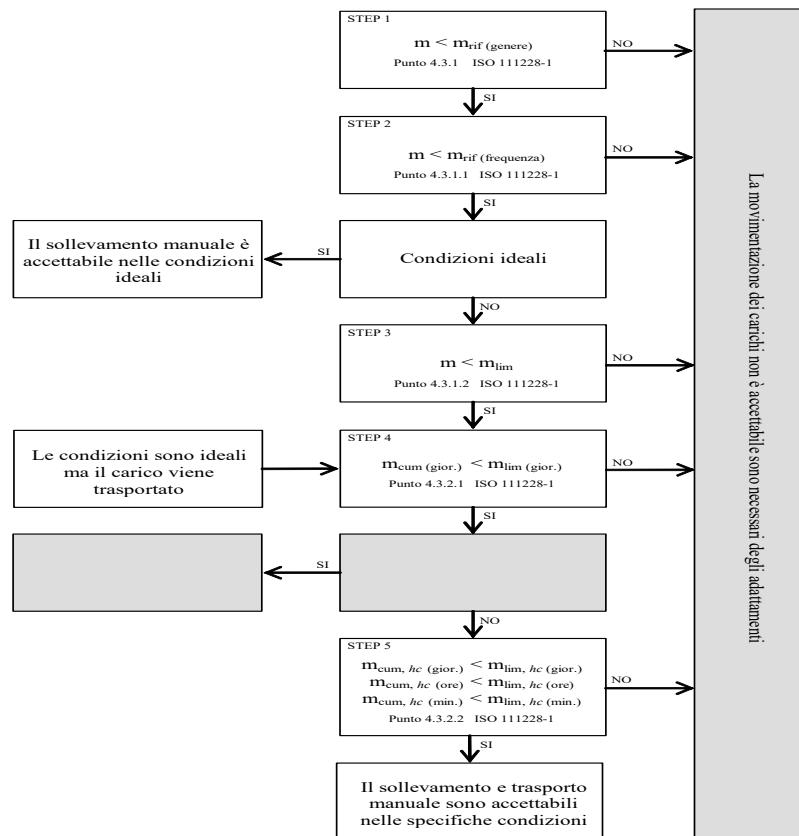 STEP 1
m < mrif (genere)
Punto 4.3.1 ISO 111228-1
NO
SI
STEP 2
m < mrif (frequenza)
Punto 4.3.1.1 ISO 111228-1
NO
SI
Il sollevamento manuale è
accettabile nelle condizioni
ideali
SI
Condizioni ideali
NO
STEP 3
m < mlim
Punto 4.3.1.2 ISO 111228-1
NO
SI
Le condizioni sono ideali
ma il carico viene
trasportato
STEP 4
mcum (gior.) < mlim (gior.)
Punto 4.3.2.1 ISO 111228-1
NO
SI
SI
NO
STEP 5
mcum, hc (gior.) < mlim, hc (gior.)
mcum, hc (ore) < mlim, hc (ore)
mcum, hc (min.) < mlim, hc (min.)
Punto 4.3.2.2 ISO 111228-1
NO
SI
Il sollevamento e trasporto
manuale sono accettabili
nelle specifiche condizioni
La movimentazione dei carichi non è accettabile sono necessari degli adattamenti